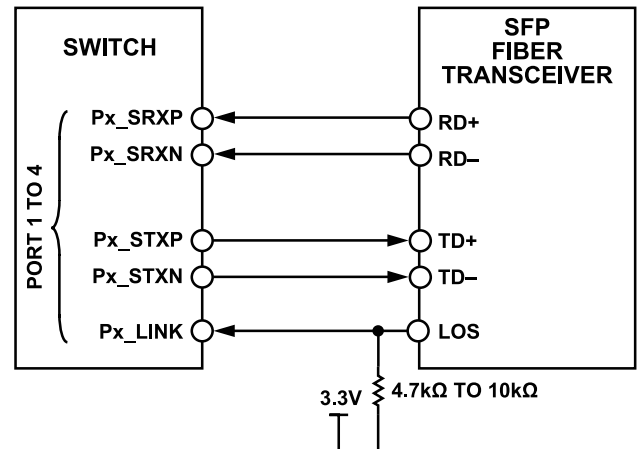 SWITCH
SFP
FIBER
TRANSCEIVER
Px_SRXP
RD+
Px_SRXN
RD–
PORT 1 TO 4
Px_STXP
TD+
Px_STXN
TD–
Px_LINK
LOS
3.3V
4.7kΩ TO 10kΩ